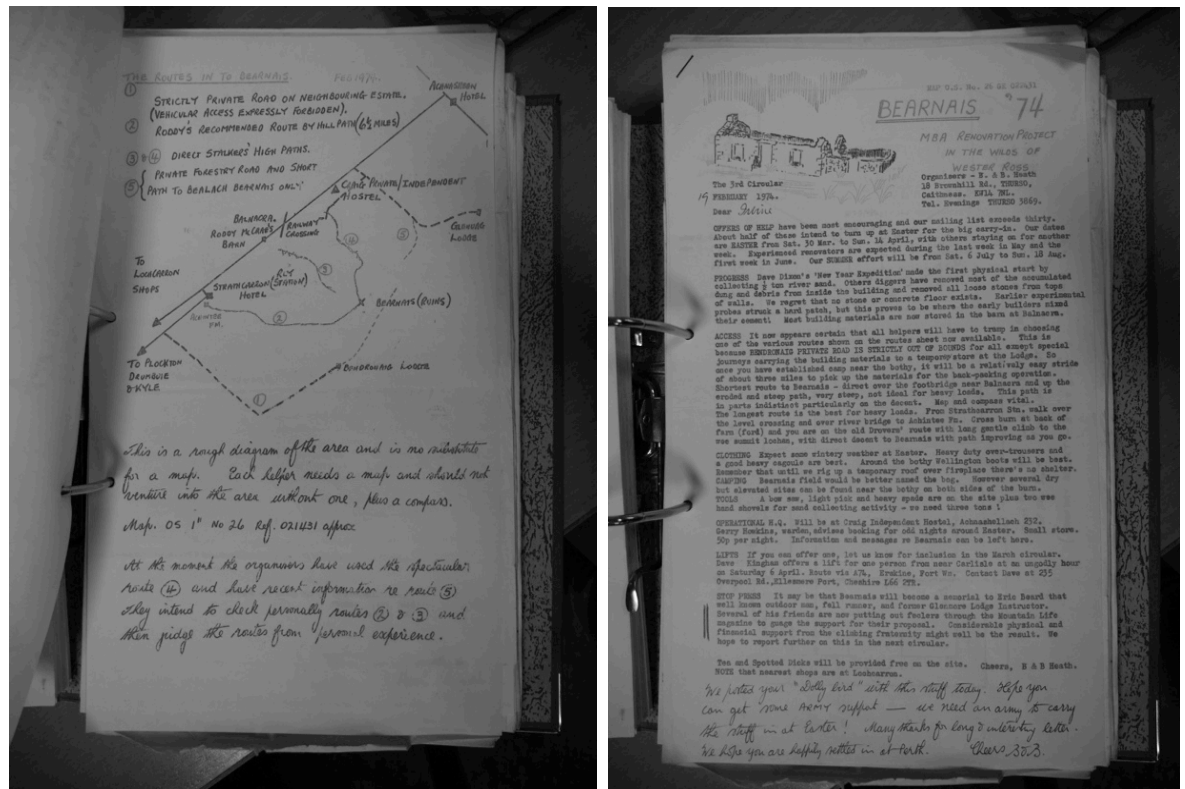 THE ROUTES IN TO BEARNAIS. FEB 1974.
① STRICTLY PRIVATE ROAD ON NEIGHBOURING ESTATE.
(VEHICULAR ACCESS EXPRESSLY FORBIDDEN).
② RODDY'S RECOMMENDED ROUTE BY HILL PATH (6½ MILES)
③ & ④ DIRECT STALKERS' HIGH PATHS.
⑤ { PRIVATE FORESTRY ROAD AND SHORT
PATH TO BEALACH BEARNAIS ONLY.
ACHNASHEEN
HOTEL
CRAIG PRIVATE/INDEPENDENT
HOSTEL
BALNACRA.
RODDY McCRAE'S
BARN
RAILWAY
CROSSING
GLENUIG
LODGE
⑤
④
③
TO
LOCHCARRON
SHOPS
STRATHCARRON (RLY STATION)
HOTEL
ACHINTEE
FM.
②
BEARNAIS (RUINS)
TO PLOCKTON
DRUMBUIE
& KYLE
BENDRONAIG LODGE
①
This is a rough diagram of the area and is no substitute
for a map. Each helper needs a map and should not
venture into the area without one, plus a compass.
Map. OS 1" No 26 Ref. 021431 approx
At the moment the organisers have used the spectacular
route ④ and have recent information re route ⑤
They intend to check personally routes ② & ③ and
then judge the routes from personal experience.
BEARNAIS '74
MBA RENOVATION PROJECT
IN THE WILDS OF
WESTER ROSS
The 3rd Circular
19 FEBRUARY 1974.
Organisers - B. & B. Heath
18 Brownhill Rd., THURSO,
Caithness. KW14 7NL.
Tel. Evenings THURSO 3869.
Dear Irvine
OFFERS OF HELP have been most encouraging and our mailing list exceeds thirty.
About half of these intend to turn up at Easter for the big carry-in. Our dates
are EASTER from Sat. 30 Mar. to Sun. 14 April, with others staying on for another
week. Experienced renovators are expected during the last week in May and the
first week in June. Our SUMMER effort will be from Sat. 6 July to Sun. 18 Aug.
PROGRESS Dave Dixon's 'New Year Expedition' made the first physical start by
collecting ½ ton river sand. Others diggers have removed most of the accumulated
dung and debris from inside the building and removed all loose stones from tops
of walls. We regret that no stone or concrete floor exists. Earlier experimental
probes struck a hard patch, but this proves to be where the early builders mixed
their cement! Most building materials are now stored in the barn at Balnacra.
ACCESS It now appears certain that all helpers will have to tramp in choosing
one of the various routes shown on the routes sheet now available. This is
because BENDRONAIG PRIVATE ROAD IS STRICTLY OUT OF BOUNDS for all except special
journeys carrying the building materials to a temporary store at the Lodge. So
once you have established camp near the bothy, it will be a relatively easy stride
of about three miles to pick up the materials for the back-packing operation.
Shortest route to Bearnais - direct over the footbridge near Balnacra and up the
eroded and steep path, very steep, not ideal for heavy loads. This path is
in parts indistinct particularly on the descent. Map and compass vital.
The longest route is the best for heavy loads. From Strathcarron Stn. walk over
the level crossing and over river bridge to Achintee Fm. Cross burn at back of
farm (ford) and you are on the old Drovers' route with long gentle climb to the
wee summit lochan, with direct descent to Bearnais with path improving as you go.
CLOTHING Expect some wintery weather at Easter. Heavy duty over-trousers and
a good heavy cagoule are best. Around the bothy Wellington boots will be best.
Remember that until we rig up a temporary roof over fireplace there's no shelter.
CAMPING Bearnais field would be better named the bog. However several dry
but elevated sites can be found near the bothy on both sides of the burn.
TOOLS A bow saw, light pick and heavy spade are on the site plus two wee
hand shovels for sand collecting activity - we need three tons !
OPERATIONAL H.Q. Will be at Craig Independent Hostel, Achnashellach 232.
Gerry Howkins, warden, advises booking for odd nights around Easter. Small store.
50p per night. Information and messages re Bearnais can be left here.
LIFTS If you can offer one, let us know for inclusion in the March circular.
Dave Bingham offers a lift for one person from near Carlisle at an ungodly hour
on Saturday 6 April. Route via A74, Erskine, Fort Wm. Contact Dave at 235
Overpool Rd., Ellesmere Port, Cheshire L66 2TR.
STOP PRESS It may be that Bearnais will become a memorial to Eric Beard that
well known outdoor man, fell runner, and former Glenmore Lodge Instructor.
Several of his friends are now putting out feelers through the Mountain Life
magazine to guage the support for their proposal. Considerable physical and
financial support from the climbing fraternity might well be the result. We
hope to report further on this in the next circular.
Tea and Spotted Dicks will be provided free on the site. Cheers, B & B Heath.
NOTE that nearest shops are at Lochcarron.
We posted your "Dolly bird" with this stuff today. Hope you
can get some ARMY support — we need an army to carry
the stuff in at Easter! Many thanks for long & interesting letter.
We hope you are happily settled in at Perth. Cheers B & B.